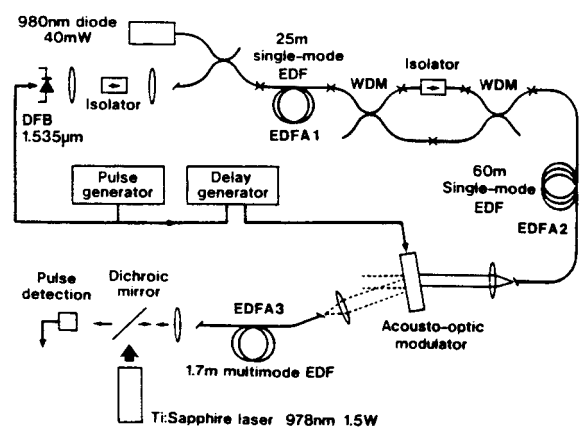 980nm diode
40mW
25m
single-mode
EDF
EDFA1
Isolator
DFB
1.535µm
WDM
Isolator
WDM
Pulse
generator
Delay
generator
60m
Single-mode
EDF
EDFA2
Pulse
detection
Dichroic
mirror
EDFA3
1.7m multimode EDF
Acousto-optic
modulator
Ti:Sapphire laser 978nm 1.5W